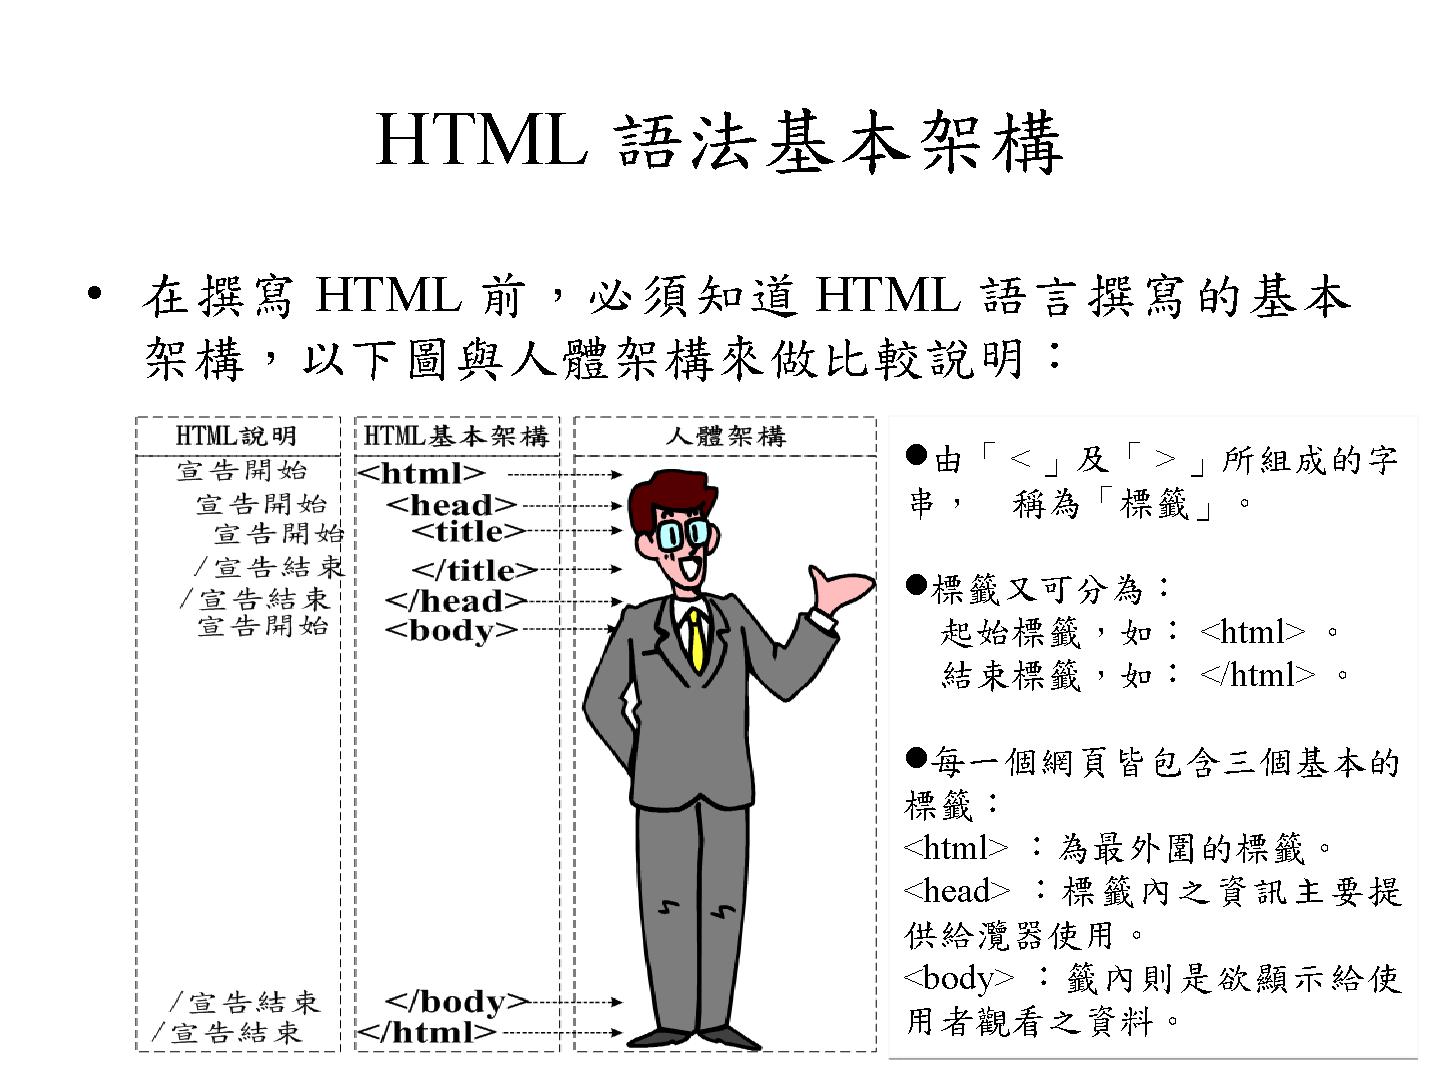 HTML 語法基本架構
• 在撰寫 HTML 前，必須知道 HTML 語言撰寫的基本
架構，以下圖與人體架構來做比較說明：
HTML說明 HTML基本架構 人體架構
宣告開始 <html>
宣告開始 <head>
宣告開始 <title>
/宣告結束 </title>
/宣告結束 </head>
宣告開始 <body>
/宣告結束 </body>
/宣告結束 </html>
●由「 < 」及「 > 」所組成的字
串， 稱為「標籤」。
●標籤又可分為：
起始標籤，如： <html> 。
結束標籤，如： </html> 。
●每一個網頁皆包含三個基本的
標籤：
<html> ：為最外圍的標籤。
<head> ：標籤內之資訊主要提
供給瀏器使用。
<body> ：籤內則是欲顯示給使
用者觀看之資料。